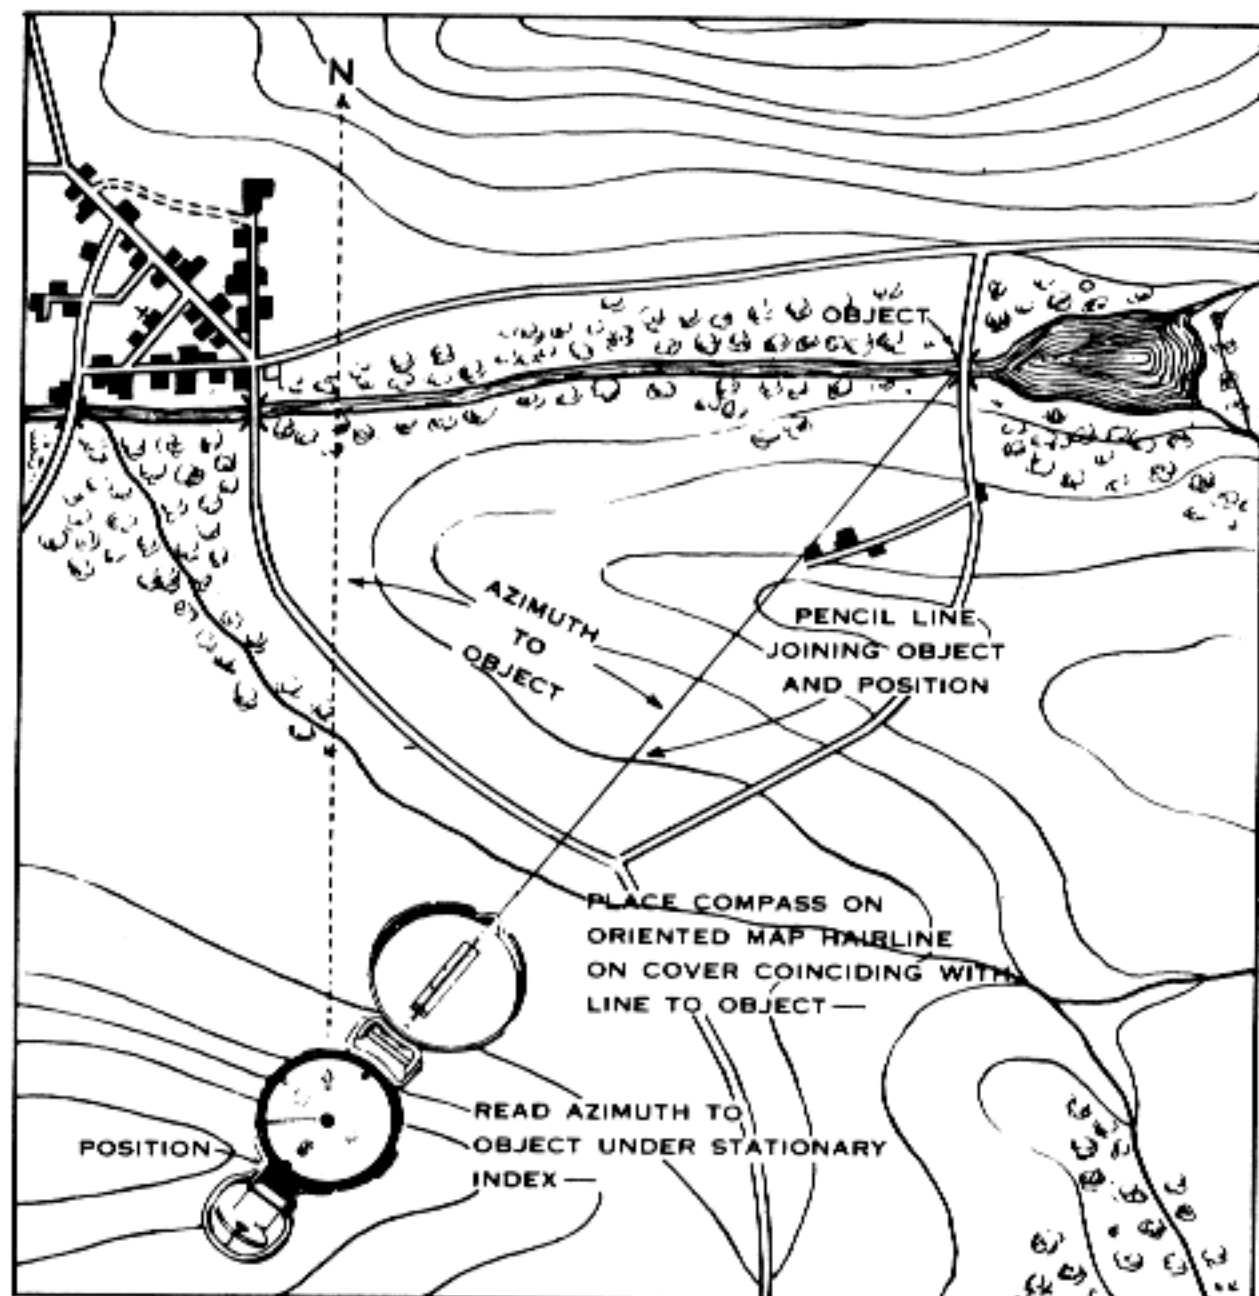 N
OBJECT
AZIMUTH
TO
OBJECT
PENCIL LINE
JOINING OBJECT
AND POSITION
PLACE COMPASS ON
ORIENTED MAP HAIRLINE
ON COVER COINCIDING WITH
LINE TO OBJECT—
READ AZIMUTH TO
OBJECT UNDER STATIONARY
INDEX—
POSITION